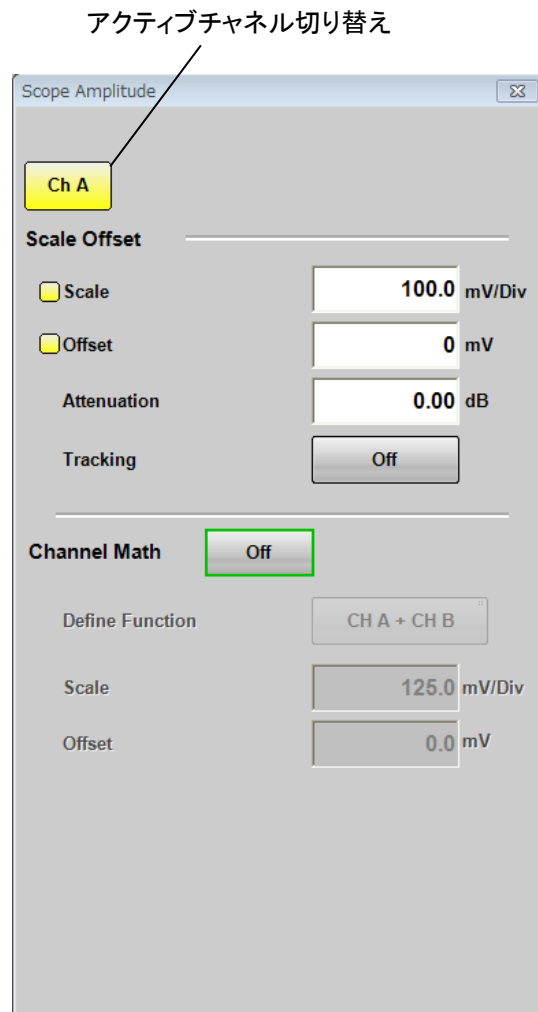 アクティブチャネル切り替え
Scope Amplitude
Ch A
Scale Offset
Scale 100.0 mV/Div
Offset 0 mV
Attenuation 0.00 dB
Tracking Off
Channel Math Off
Define Function CH A + CH B
Scale 125.0 mV/Div
Offset 0.0 mV